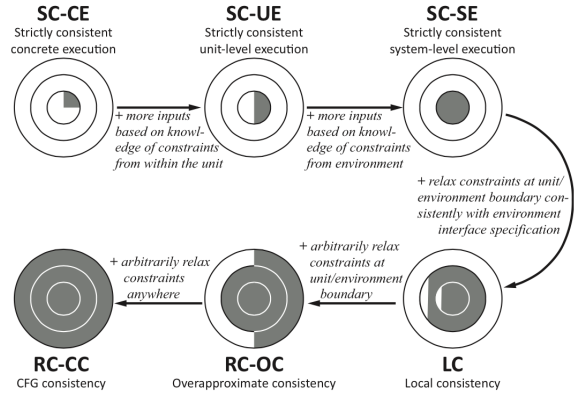 SC-CE
Strictly consistent
concrete execution
SC-UE
Strictly consistent
unit-level execution
SC-SE
Strictly consistent
system-level execution
+ more inputs
based on knowl-
edge of constraints
from within the unit
+ more inputs
based on knowl-
edge of constraints
from environment
+ relax constraints at unit/
environment boundary con-
sistently with environment
interface specification
+ arbitrarily relax
constraints at
unit/environment
boundary
+ arbitrarily relax
constraints
anywhere
RC-CC
CFG consistency
RC-OC
Overapproximate consistency
LC
Local consistency